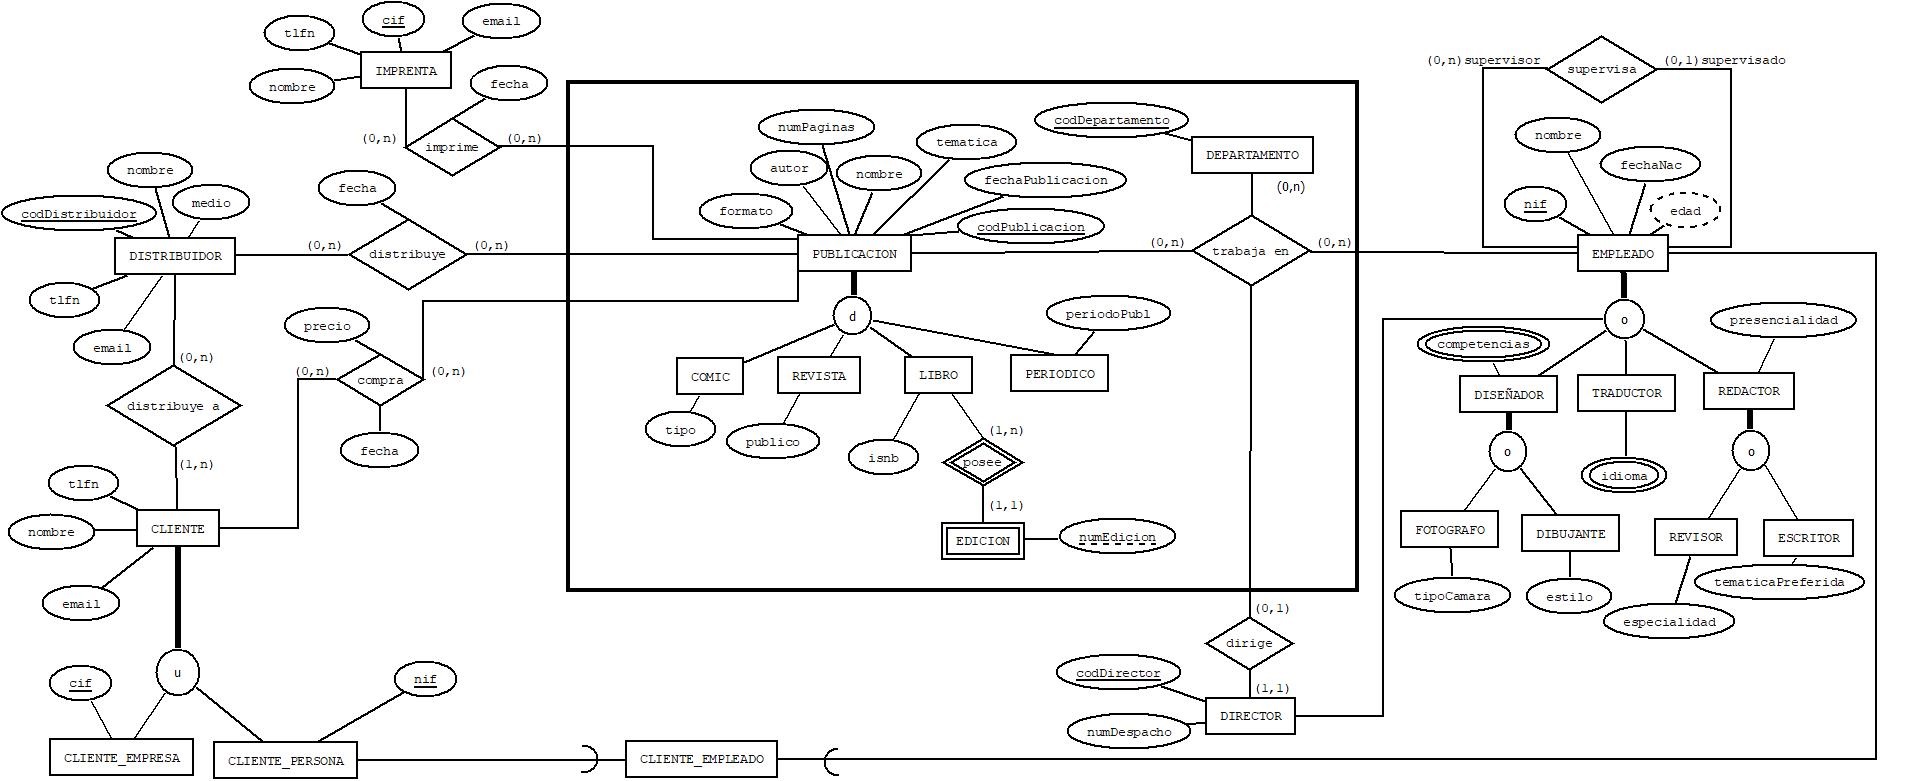 cif
email
tlfn
IMPRENTA
nombre
fecha
(0,n)
imprime
(0,n)
(0,n)supervisor
supervisa
(0,1)supervisado
nombre
fechaNac
nif
edad
EMPLEADO
numPaginas
autor
nombre
tematica
fechaPublicacion
formato
codPublicacion
PUBLICACION
codDepartamento
DEPARTAMENTO
(0,n)
(0,n)
trabaja en
(0,n)
nombre
codDistribuidor
medio
DISTRIBUIDOR
tlfn
email
fecha
(0,n)
distribuye
(0,n)
precio
(0,n)
compra
(0,n)
fecha
(0,n)
distribuye a
(1,n)
d
periodoPubl
COMIC
REVISTA
LIBRO
PERIODICO
tipo
publico
isnb
(1,n)
posee
(1,1)
EDICION
numEdicion
o
competencias
presencialidad
DISEÑADOR
TRADUCTOR
REDACTOR
o
idioma
o
FOTOGRAFO
DIBUJANTE
REVISOR
ESCRITOR
tipoCamara
estilo
tematicaPreferida
especialidad
tlfn
nombre
CLIENTE
email
u
cif
nif
CLIENTE_EMPRESA
CLIENTE_PERSONA
CLIENTE_EMPLEADO
(0,1)
dirige
(1,1)
codDirector
DIRECTOR
numDespacho